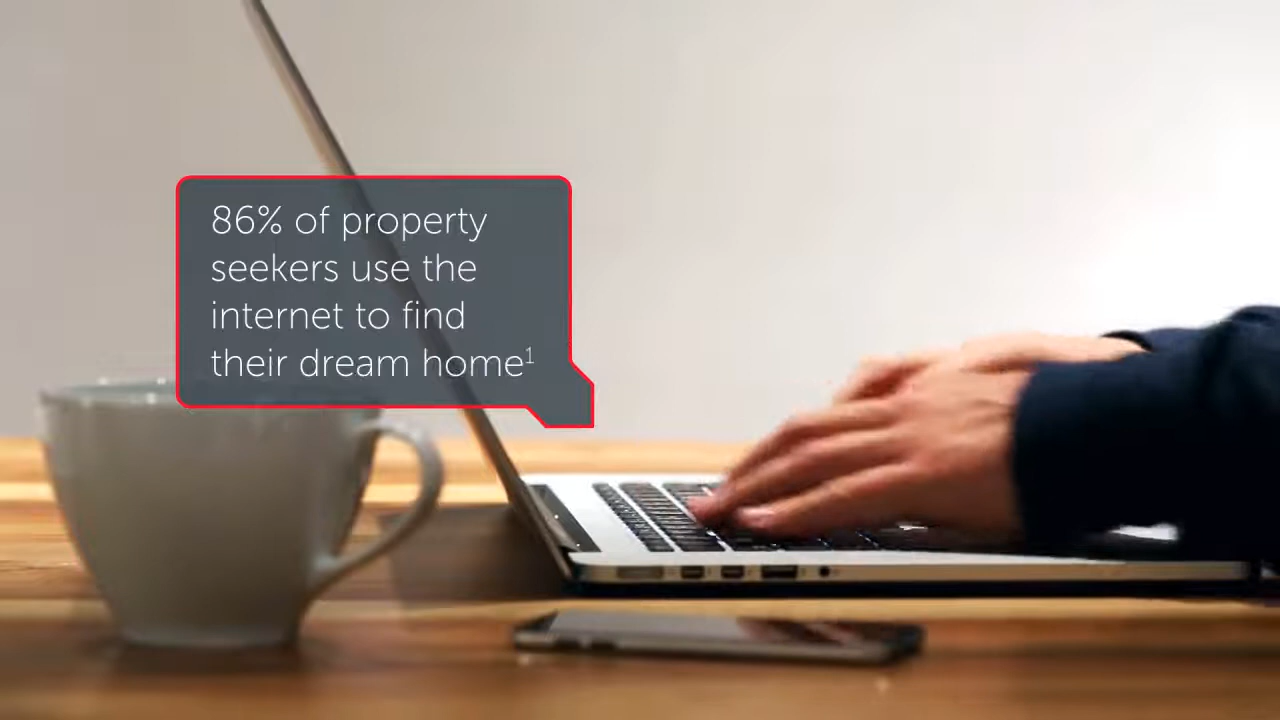 86% of property
seekers use the
internet to find
their dream home¹